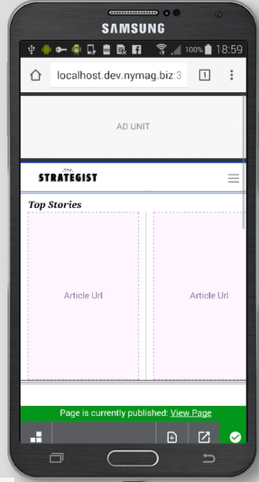 SAMSUNG
100% 18:59
localhost.dev.nymag.biz:3 1
AD UNIT
THE STRATEGIST
Top Stories
Article Url Article Url
Page is currently published: View Page